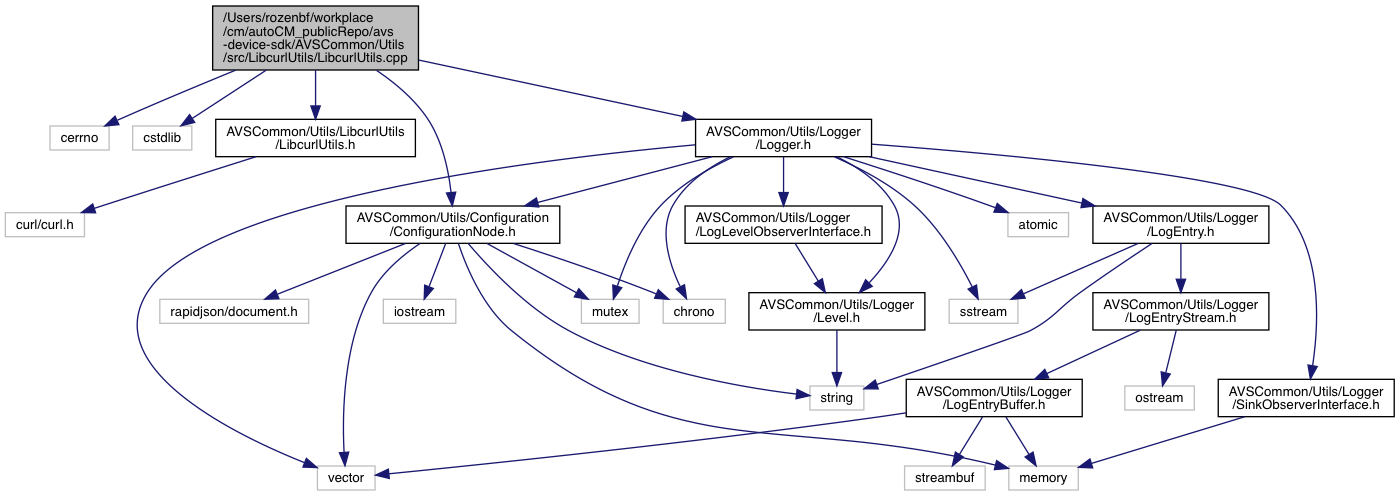 /Users/rozenbf/workplace
/cm/autoCM_publicRepo/avs
-device-sdk/AVSCommon/Utils
/src/LibcurlUtils/LibcurlUtils.cpp
cerrno
cstdlib
AVSCommon/Utils/LibcurlUtils
/LibcurlUtils.h
AVSCommon/Utils/Logger
/Logger.h
curl/curl.h
AVSCommon/Utils/Configuration
/ConfigurationNode.h
AVSCommon/Utils/Logger
/LogLevelObserverInterface.h
atomic
AVSCommon/Utils/Logger
/LogEntry.h
rapidjson/document.h
iostream
mutex
chrono
AVSCommon/Utils/Logger
/Level.h
sstream
AVSCommon/Utils/Logger
/LogEntryStream.h
string
AVSCommon/Utils/Logger
/LogEntryBuffer.h
ostream
AVSCommon/Utils/Logger
/SinkObserverInterface.h
vector
streambuf
memory